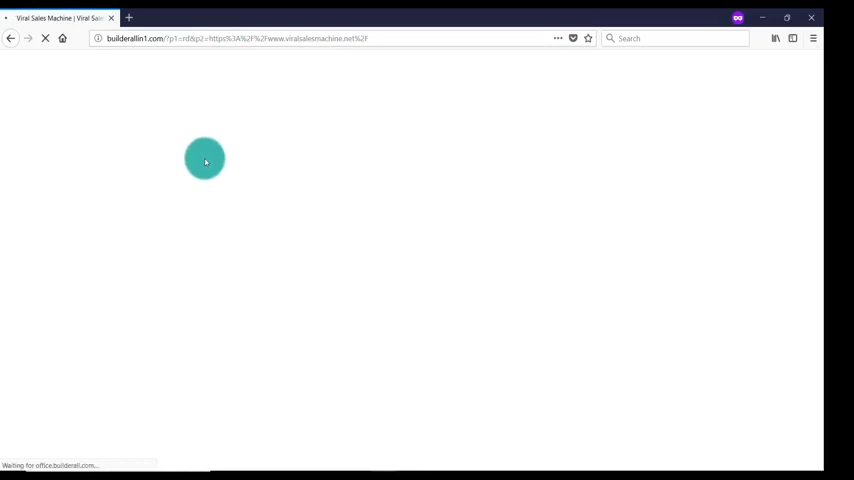 Viral Sales Machine | Viral Sales
builderallin1.com/?p1=rd&p2=https%3A%2F%2Fwww.viralsalesmachine.net%2F
Search
Waiting for office.builderall.com...